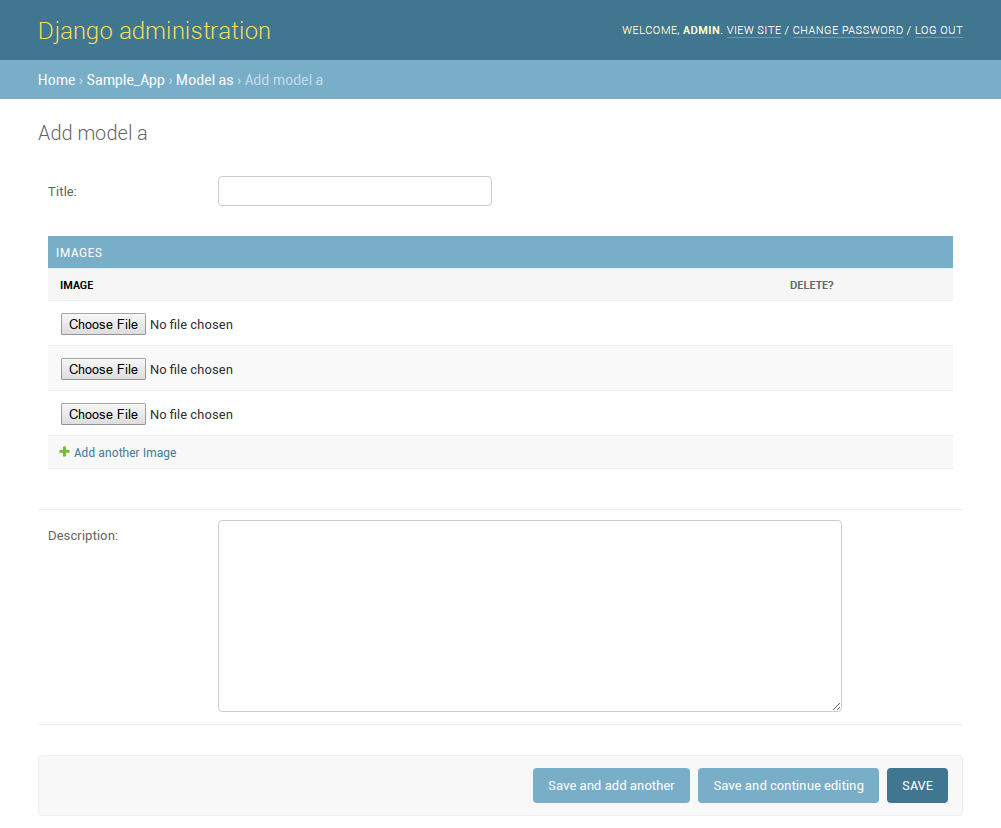 Django administration
WELCOME, ADMIN. VIEW SITE / CHANGE PASSWORD / LOG OUT
Home › Sample_App › Model as › Add model a
Add model a
Title:
IMAGES
IMAGE DELETE?
Choose File No file chosen
Choose File No file chosen
Choose File No file chosen
Add another Image
Description:
Save and add another Save and continue editing SAVE